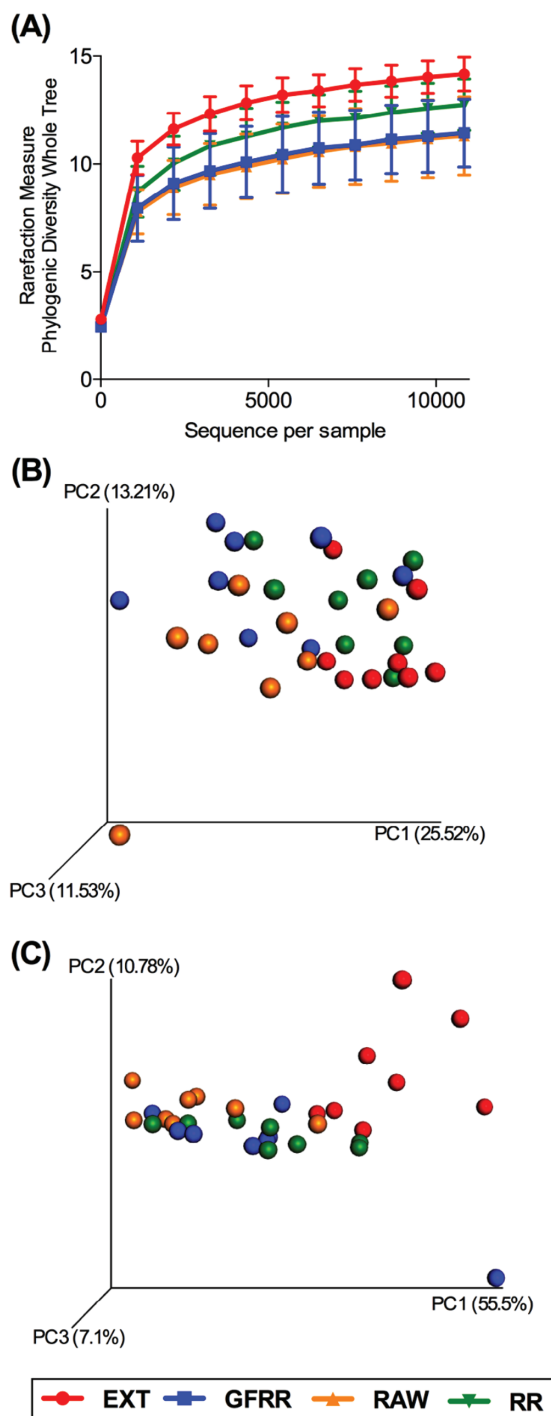 (A)
Rarefaction Measure
Phylogenic Diversity Whole Tree
15
10
5
0
0 5000 10000
Sequence per sample
(B)
PC2 (13.21%)
PC1 (25.52%)
PC3 (11.53%)
(C)
PC2 (10.78%)
PC1 (55.5%)
PC3 (7.1%)
EXT GFRR RAW RR